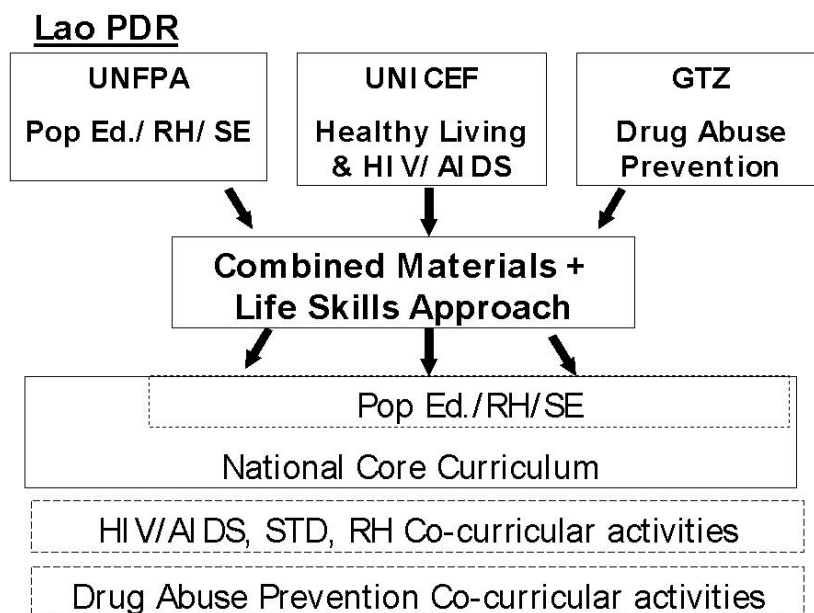 Lao PDR
UNFPA
Pop Ed./ RH/ SE
UNICEF
Healthy Living
& HIV/ AIDS
GTZ
Drug Abuse
Prevention
Combined Materials +
Life Skills Approach
Pop Ed./RH/SE
National Core Curriculum
HIV/AIDS, STD, RH Co-curricular activities
Drug Abuse Prevention Co-curricular activities